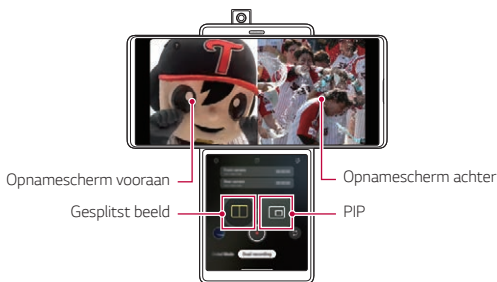 T
Opnamescherm vooraan
Opnamescherm achter
Gesplitst beeld
PIP
Dual recording